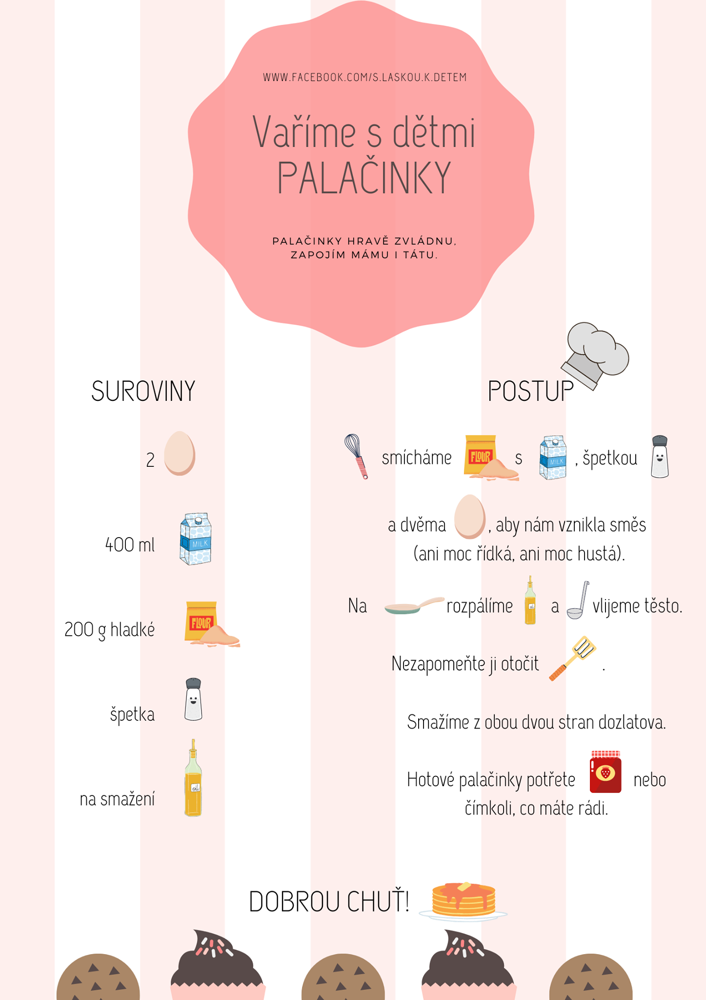 WWW.FACEBOOK.COM/S.LASKOU.K.DETEM
Vaříme s dětmi
PALAČINKY
PALAČINKY HRAVĚ ZVLÁDNU,
ZAPOJÍM MÁMU I TÁTU.
SUROVINY
2
400 ml
MILK
200 g hladké
FLOUR
špetka
na smažení
oil
POSTUP
smícháme FLOUR s MILK , špetkou
a dvěma , aby nám vznikla směs
(ani moc řídká, ani moc hustá).
Na rozpálíme oil a vlijeme těsto.
Nezapomeňte ji otočit .
Smažíme z obou dvou stran dozlatova.
Hotové palačinky potřete nebo
čímkoli, co máte rádi.
DOBROU CHUŤ!